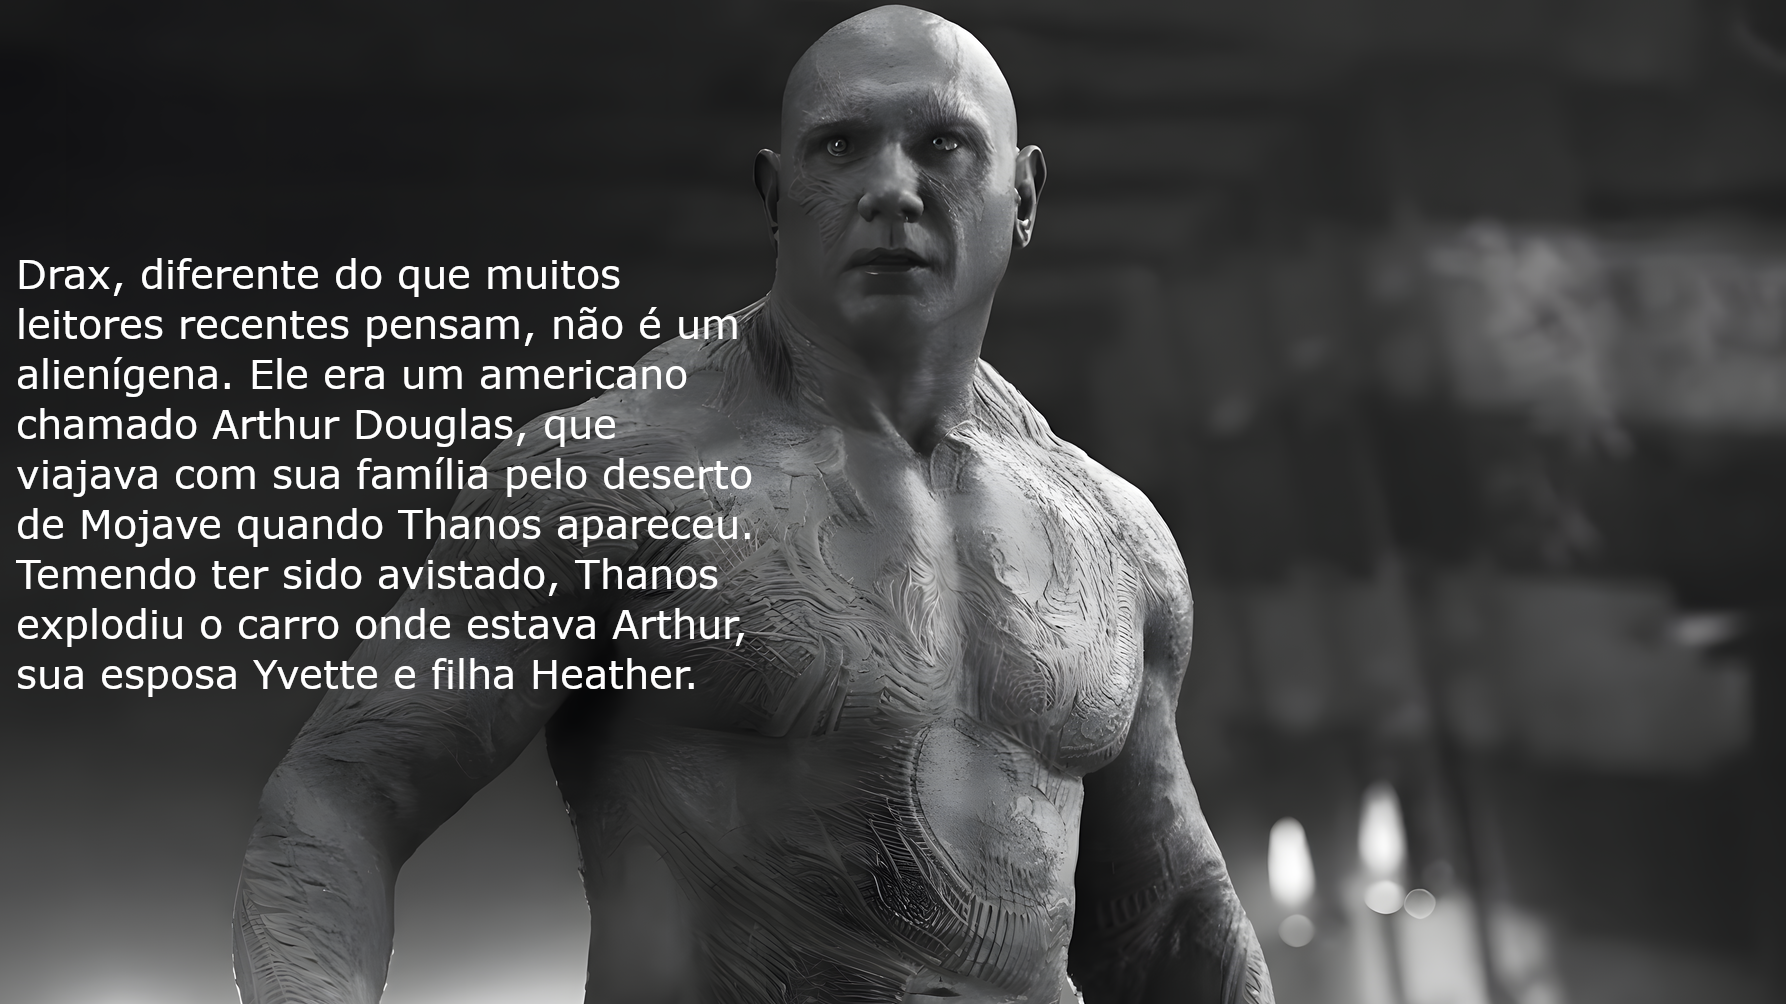 Drax, diferente do que muitos
leitores recentes pensam, não é um
alienígena. Ele era um americano
chamado Arthur Douglas, que
viajava com sua família pelo deserto
de Mojave quando Thanos apareceu.
Temendo ter sido avistado, Thanos
explodiu o carro onde estava Arthur,
sua esposa Yvette e filha Heather.